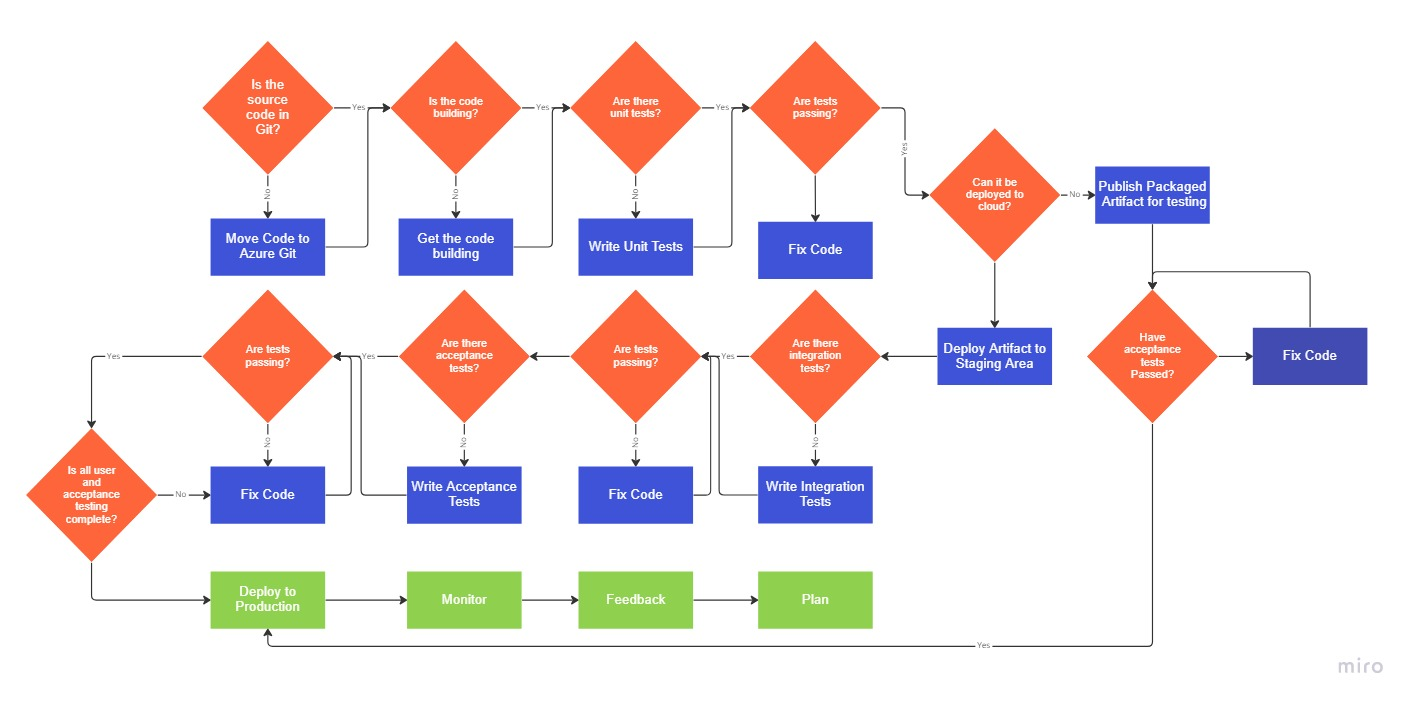 Is the
source
code in
Git?
Yes
Is the code
building?
Yes
Are there
unit tests?
Yes
Are tests
passing?
Yes
No
No
No
Can it be
deployed to
cloud?
No
Publish Packaged
Artifact for testing
Move Code to
Azure Git
Get the code
building
Write Unit Tests
Fix Code
Yes
Are tests
passing?
Yes
Are there
acceptance
tests?
Are tests
passing?
Yes
Are there
integration
tests?
Deploy Artifact to
Staging Area
Have
acceptance
tests
Passed?
Fix Code
No
No
No
No
Is all user
and
acceptance
testing
complete?
No
Fix Code
Write Acceptance
Tests
Fix Code
Write Integration
Tests
Deploy to
Production
Monitor
Feedback
Plan
Yes
miro